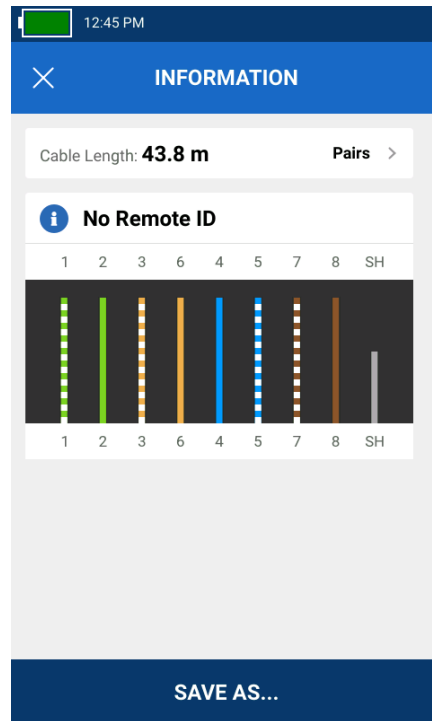 12:45 PM
INFORMATION
Cable Length: 43.8 m Pairs >
i No Remote ID
1 2 3 6 4 5 7 8 SH
1 2 3 6 4 5 7 8 SH
SAVE AS...